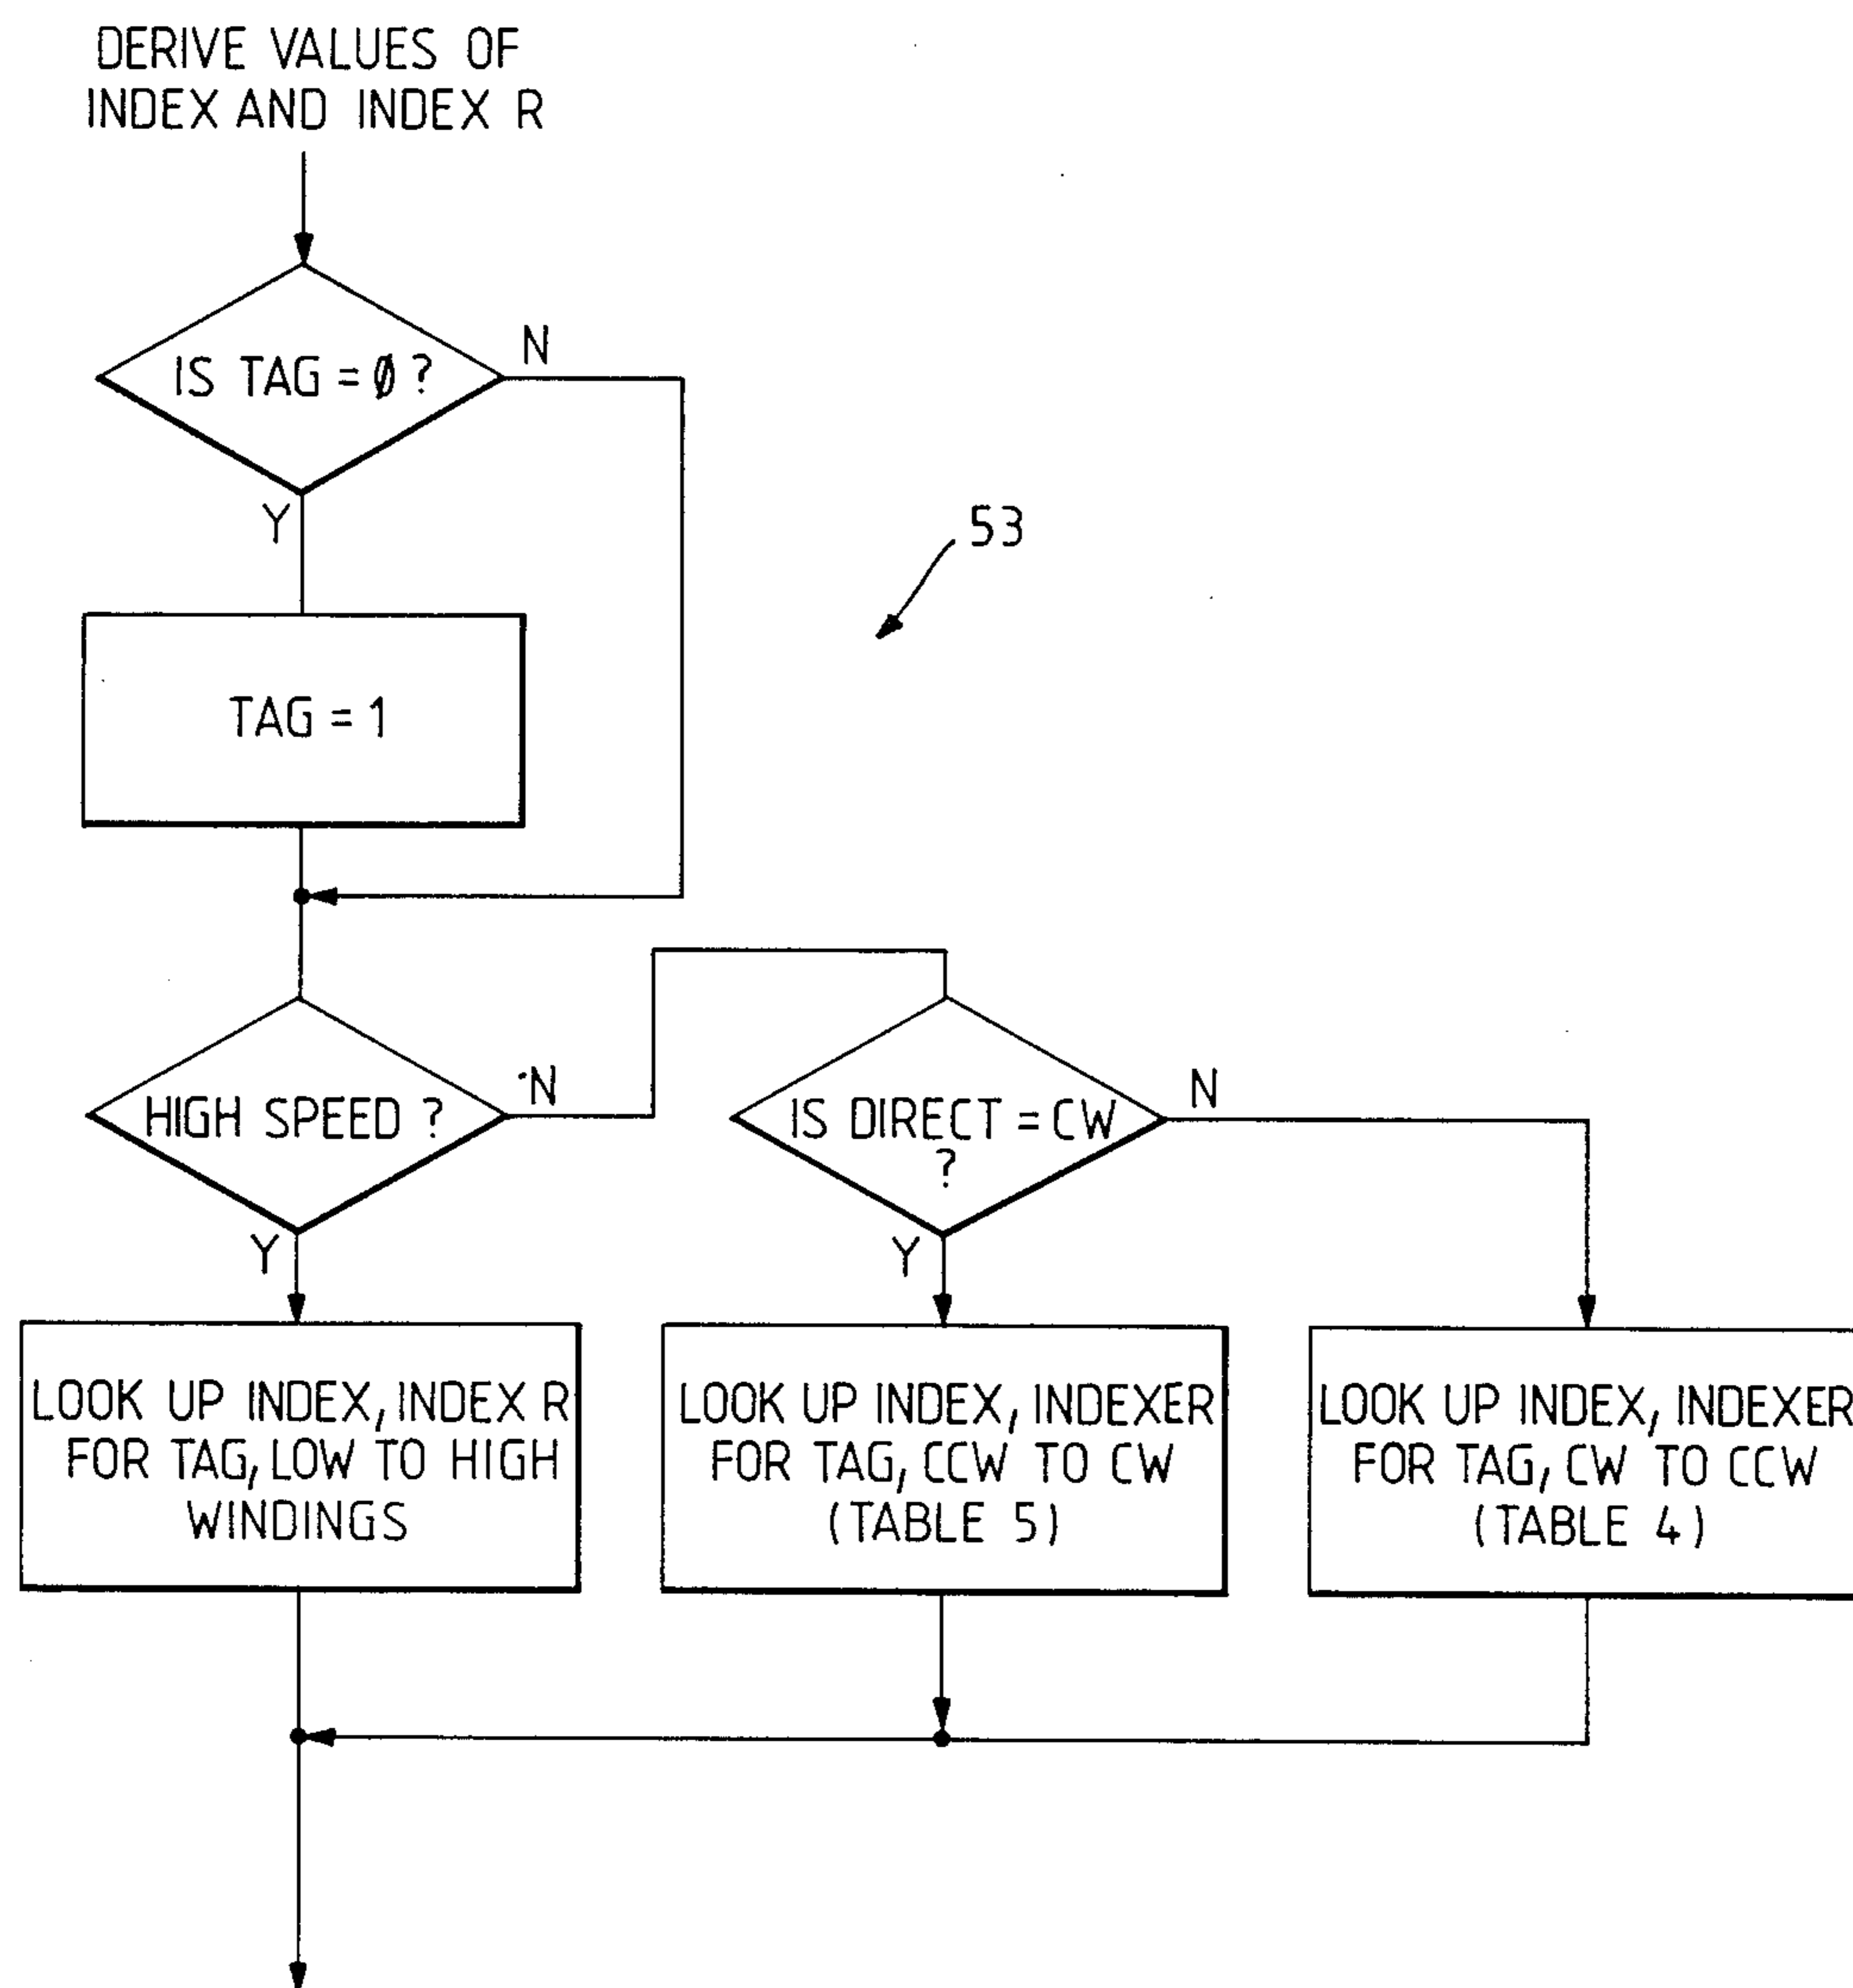 DERIVE VALUES OF
INDEX AND INDEX R
IS TAG = Ø ?
N
Y
53
TAG = 1
HIGH SPEED ?
N
IS DIRECT = CW
?
N
Y
Y
LOOK UP INDEX, INDEX R
FOR TAG, LOW TO HIGH
WINDINGS
LOOK UP INDEX, INDEXER
FOR TAG, CCW TO CW
(TABLE 5)
LOOK UP INDEX, INDEXER
FOR TAG, CW TO CCW
(TABLE 4)